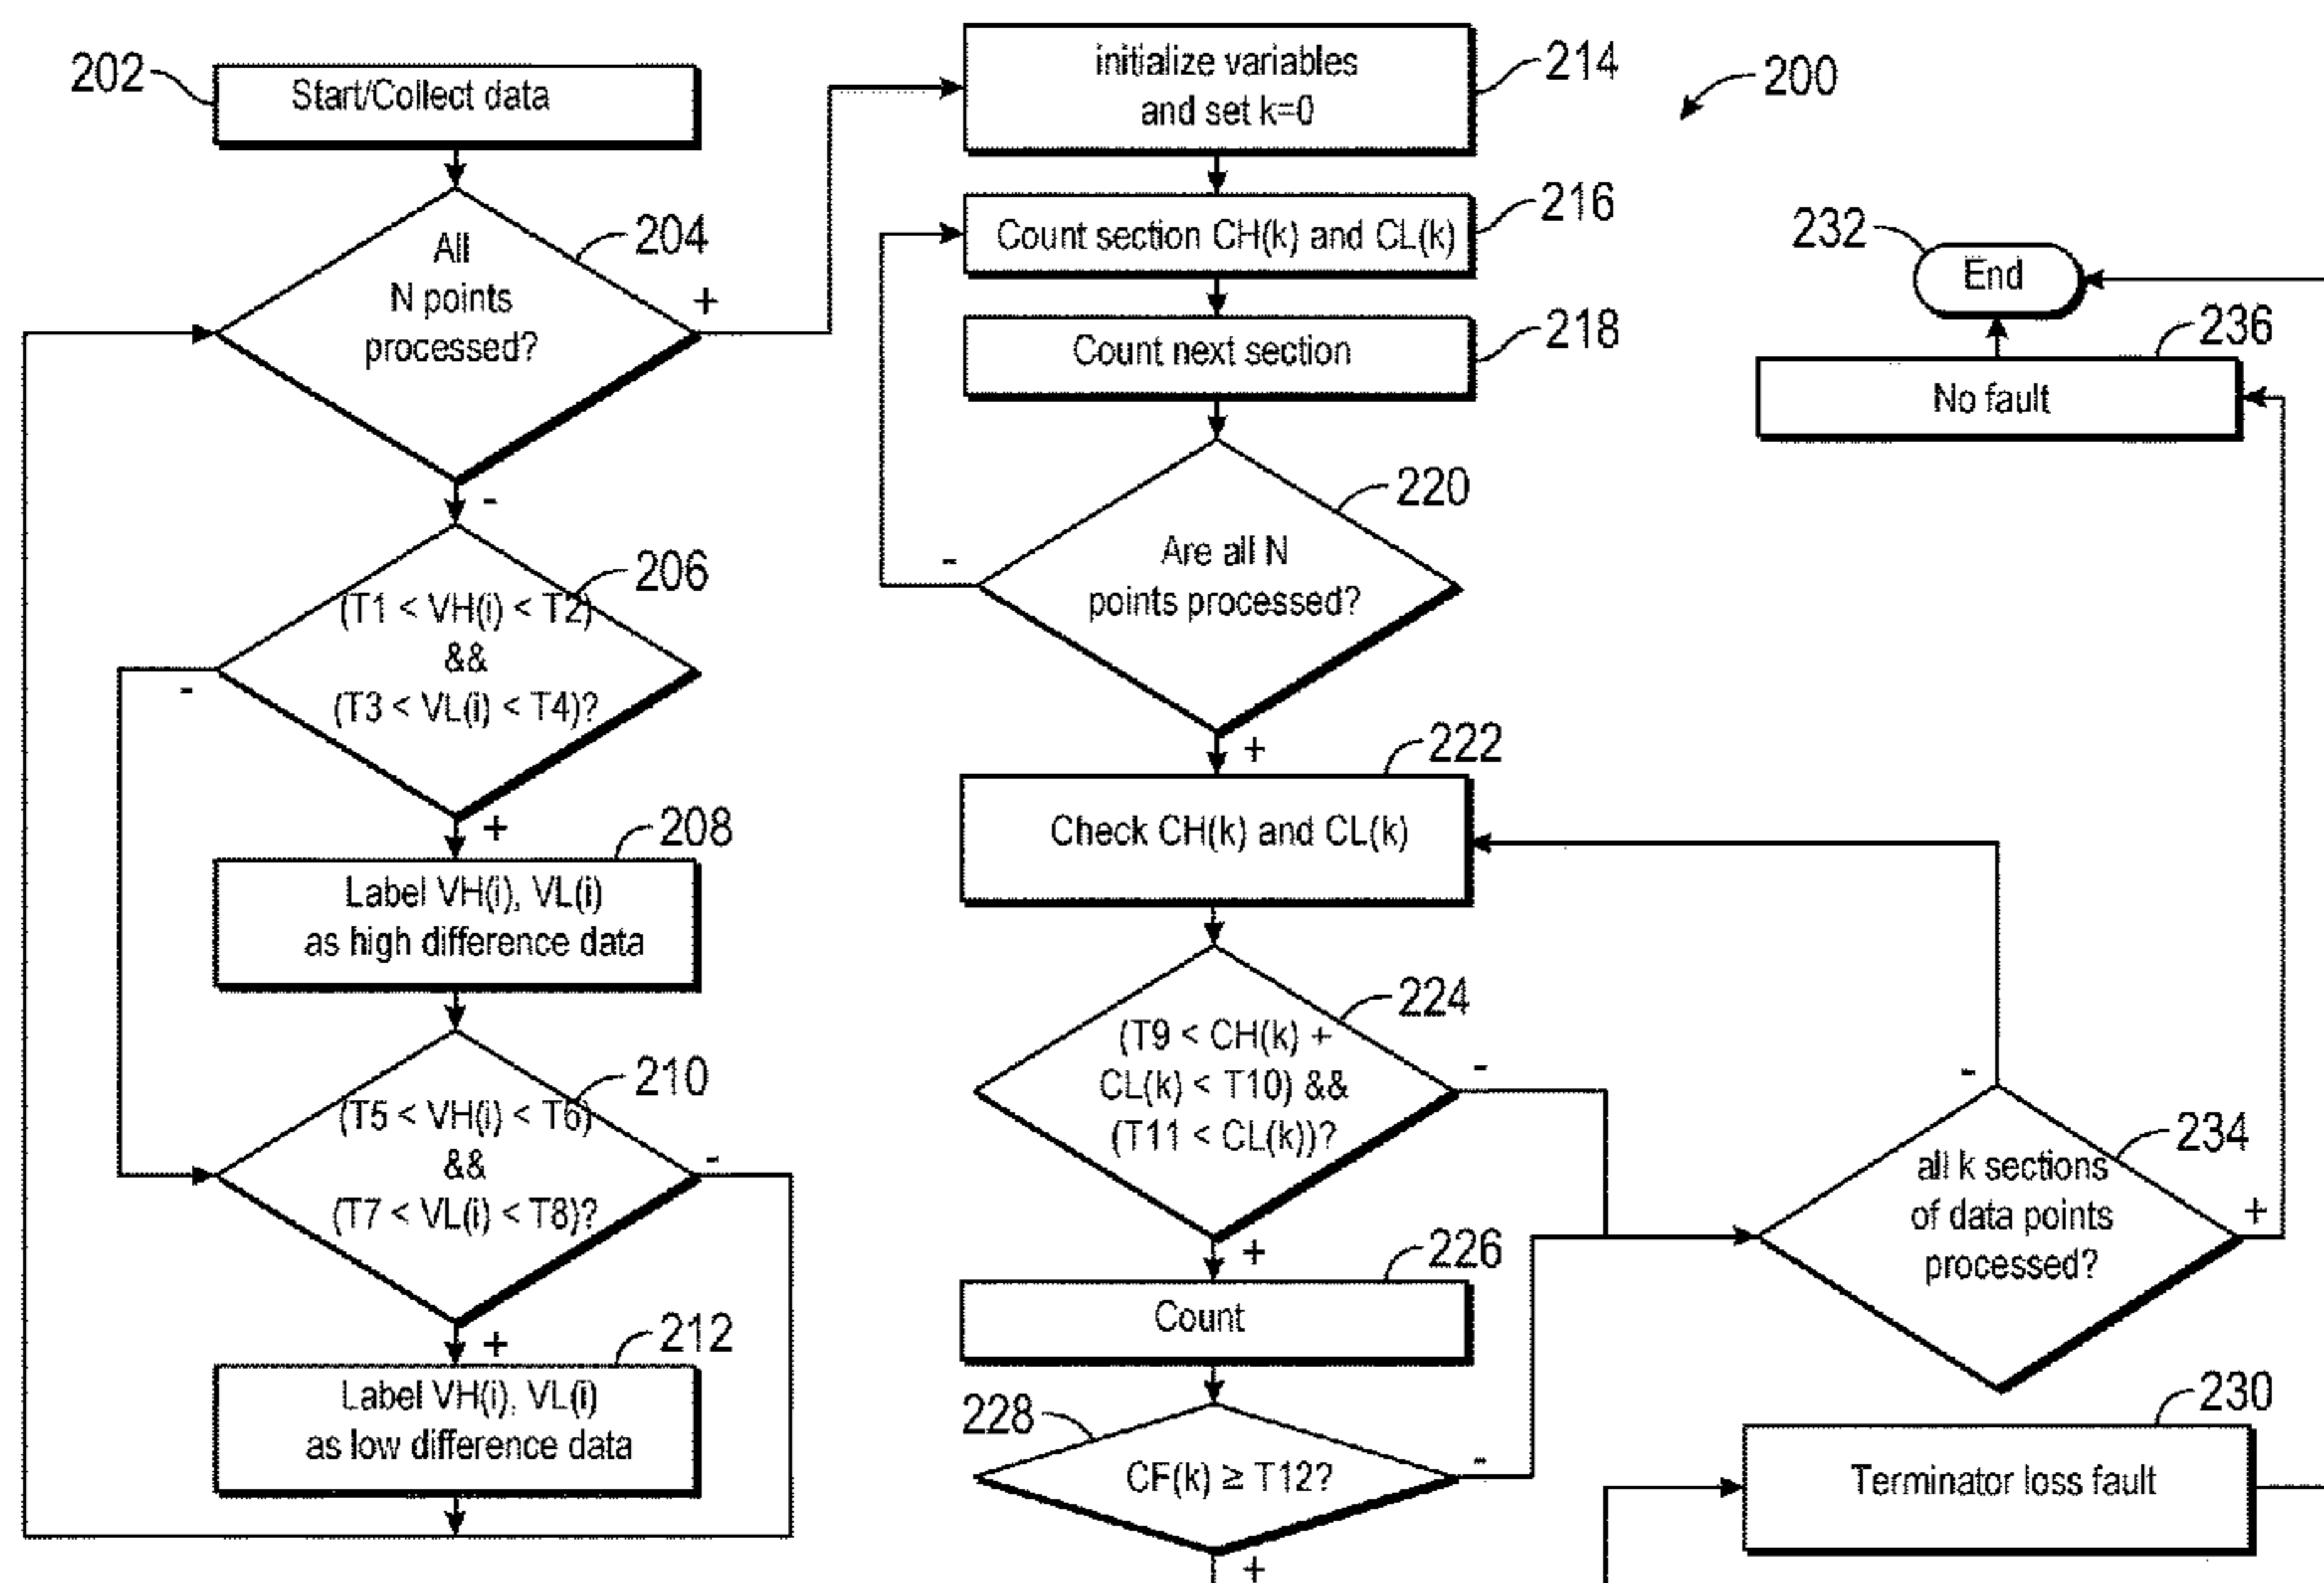 202
Start/Collect data
204
All
N points
processed?
+
-
206
(T1 < VH(i) < T2)
&&
(T3 < VL(i) < T4)?
-
+
208
Label VH(i), VL(i)
as high difference data
210
(T5 < VH(i) < T6)
&&
(T7 < VL(i) < T8)?
-
+
212
Label VH(i), VL(i)
as low difference data
214
initialize variables
and set k=0
216
Count section CH(k) and CL(k)
218
Count next section
220
Are all N
points processed?
-
+
222
Check CH(k) and CL(k)
224
(T9 < CH(k) +
CL(k) < T10) &&
(T11 < CL(k))?
-
+
226
Count
228
CF(k) ≥ T12?
-
+
200
232
End
236
No fault
234
all k sections
of data points
processed?
-
+
230
Terminator loss fault